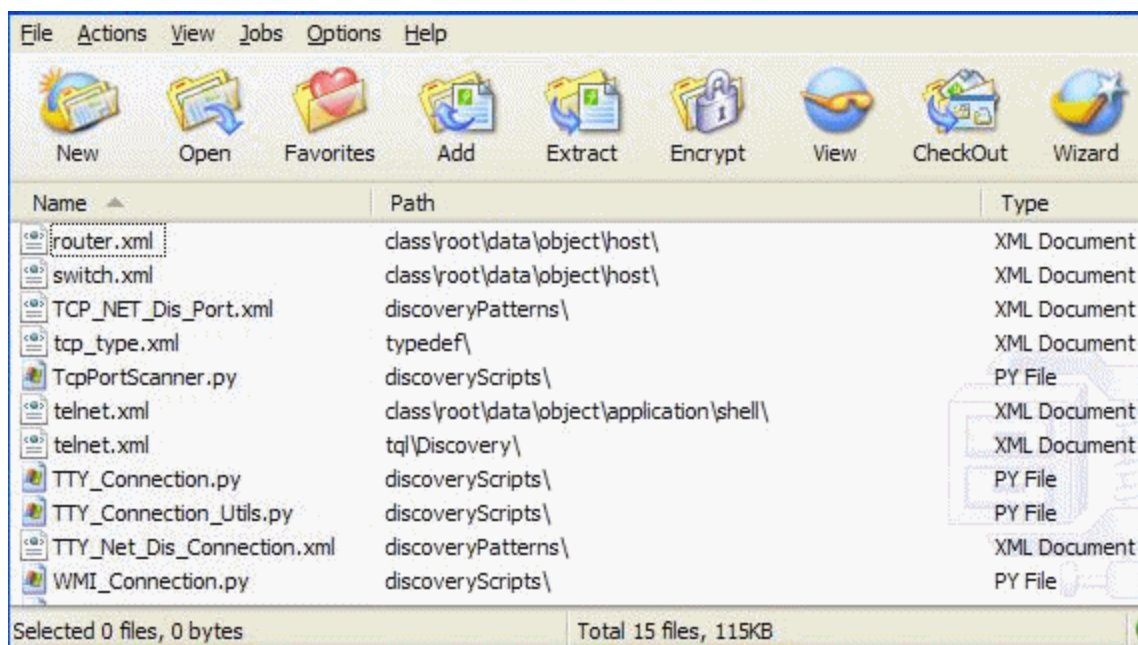 File Actions View Jobs Options Help
New Open Favorites Add Extract Encrypt View CheckOut Wizard
Name Path Type
router.xml class\root\data\object\host\ XML Document
switch.xml class\root\data\object\host\ XML Document
TCP_NET_Dis_Port.xml discoveryPatterns\ XML Document
tcp_type.xml typedef\ XML Document
TcpPortScanner.py discoveryScripts\ PY File
telnet.xml class\root\data\object\application\shell\ XML Document
telnet.xml tql\Discovery\ XML Document
TTY_Connection.py discoveryScripts\ PY File
TTY_Connection_Utils.py discoveryScripts\ PY File
TTY_Net_Dis_Connection.xml discoveryPatterns\ XML Document
WMI_Connection.py discoveryScripts\ PY File
Selected 0 files, 0 bytes Total 15 files, 115KB